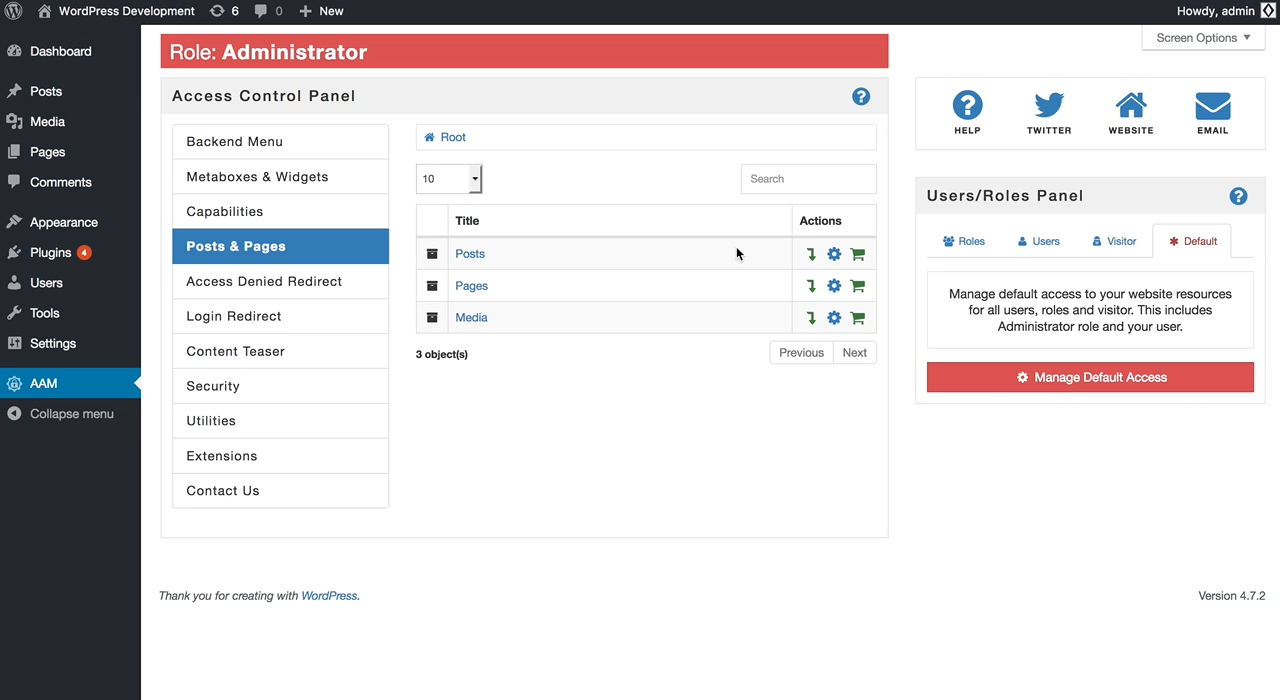 WordPress Development 6 0 New Howdy, admin
Screen Options
Dashboard
Posts
Media
Pages
Comments
Appearance
Plugins 4
Users
Tools
Settings
AAM
Collapse menu
Role: Administrator
Access Control Panel
Backend Menu
Metaboxes & Widgets
Capabilities
Posts & Pages
Access Denied Redirect
Login Redirect
Content Teaser
Security
Utilities
Extensions
Contact Us
Root
10 Search
Title Actions
Posts
Pages
Media
3 object(s) Previous Next
HELP TWITTER WEBSITE EMAIL
Users/Roles Panel
Roles Users Visitor Default
Manage default access to your website resources
for all users, roles and visitor. This includes
Administrator role and your user.
Manage Default Access
Thank you for creating with WordPress. Version 4.7.2